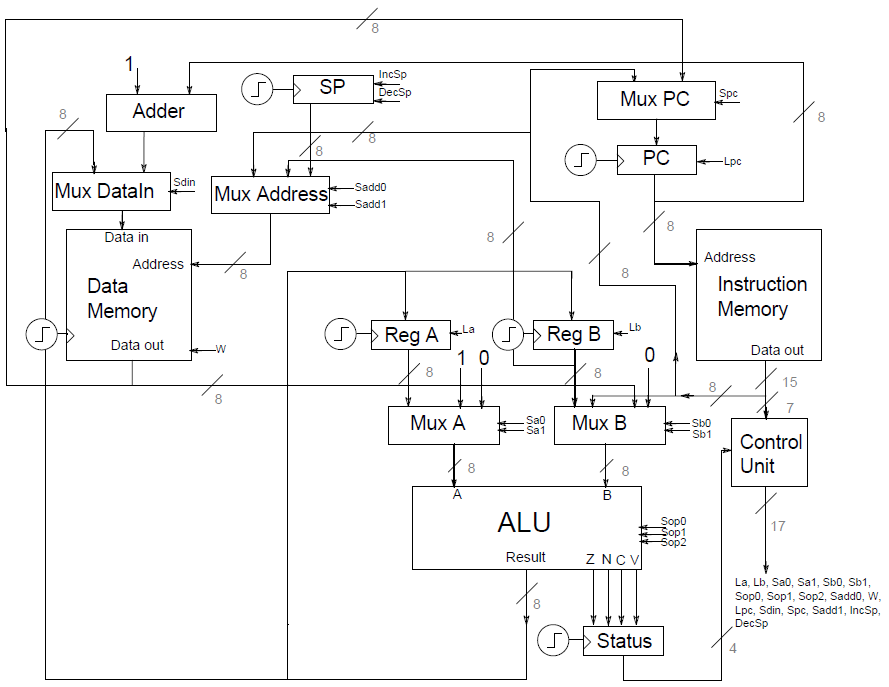 8
1
IncSp
SP
DecSp
Mux PC
Spc
Adder
8
8
8
8
PC
Lpc
Mux DataIn
Sdin
Mux Address
Sadd0
Sadd1
8
Data in
8
Address
8
8
Address
Data
Memory
Instruction
Memory
La
Reg A
Lb
Reg B
Data out
W
1
0
0
Data out
8
8
8
8
15
7
Mux A
Sa0
Sa1
Mux B
Sb0
Sb1
Control
Unit
8
8
A
B
ALU
Sop0
Sop1
Sop2
17
Result
Z N C V
La, Lb, Sa0, Sa1, Sb0, Sb1,
Sop0, Sop1, Sop2, Sadd0, W,
Lpc, Sdin, Spc, Sadd1, IncSp,
DecSp
8
Status
4